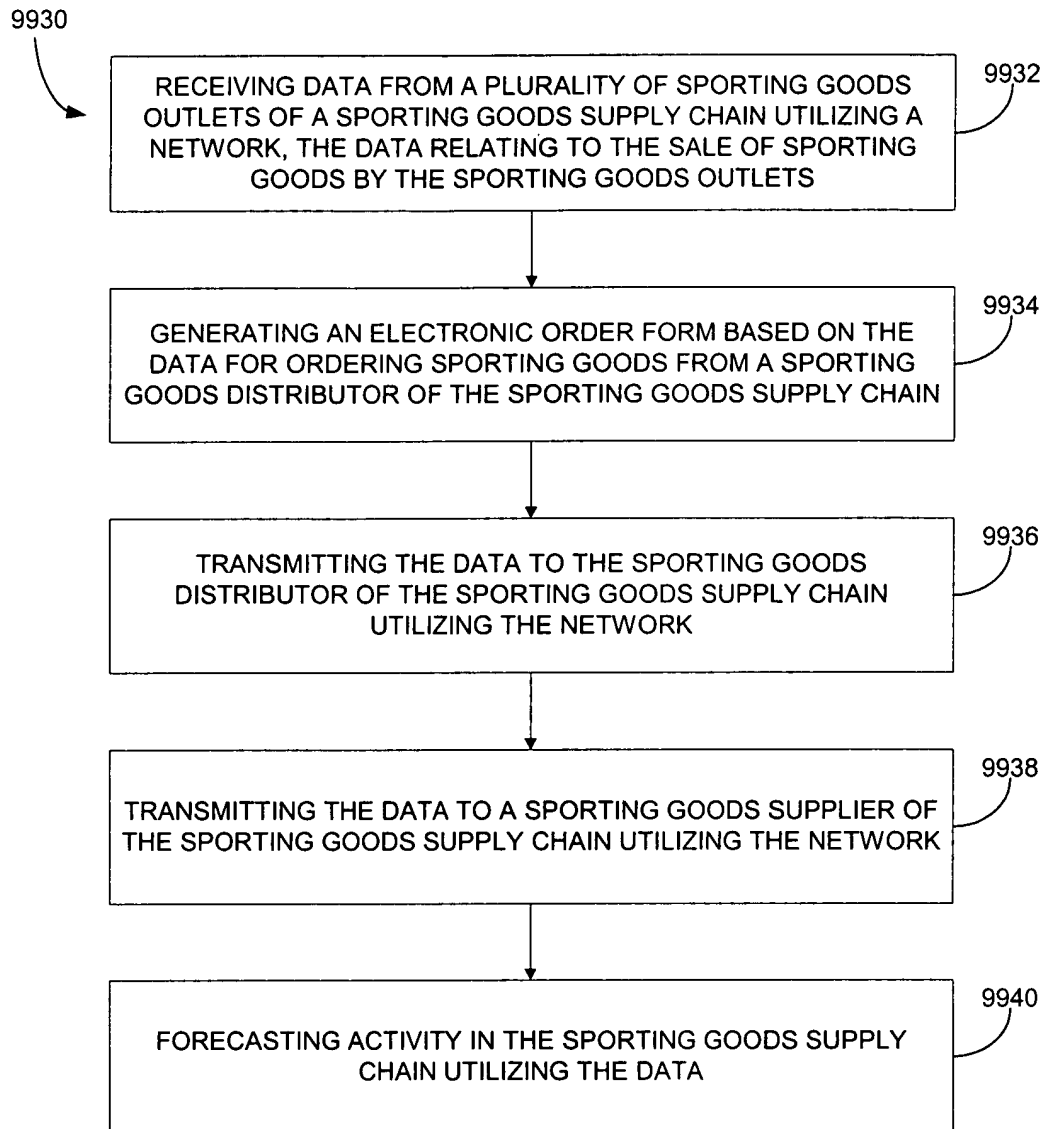 9930
9932
RECEIVING DATA FROM A PLURALITY OF SPORTING GOODS
OUTLETS OF A SPORTING GOODS SUPPLY CHAIN UTILIZING A
NETWORK, THE DATA RELATING TO THE SALE OF SPORTING
GOODS BY THE SPORTING GOODS OUTLETS
9934
GENERATING AN ELECTRONIC ORDER FORM BASED ON THE
DATA FOR ORDERING SPORTING GOODS FROM A SPORTING
GOODS DISTRIBUTOR OF THE SPORTING GOODS SUPPLY CHAIN
9936
TRANSMITTING THE DATA TO THE SPORTING GOODS
DISTRIBUTOR OF THE SPORTING GOODS SUPPLY CHAIN
UTILIZING THE NETWORK
9938
TRANSMITTING THE DATA TO A SPORTING GOODS SUPPLIER OF
THE SPORTING GOODS SUPPLY CHAIN UTILIZING THE NETWORK
9940
FORECASTING ACTIVITY IN THE SPORTING GOODS SUPPLY
CHAIN UTILIZING THE DATA